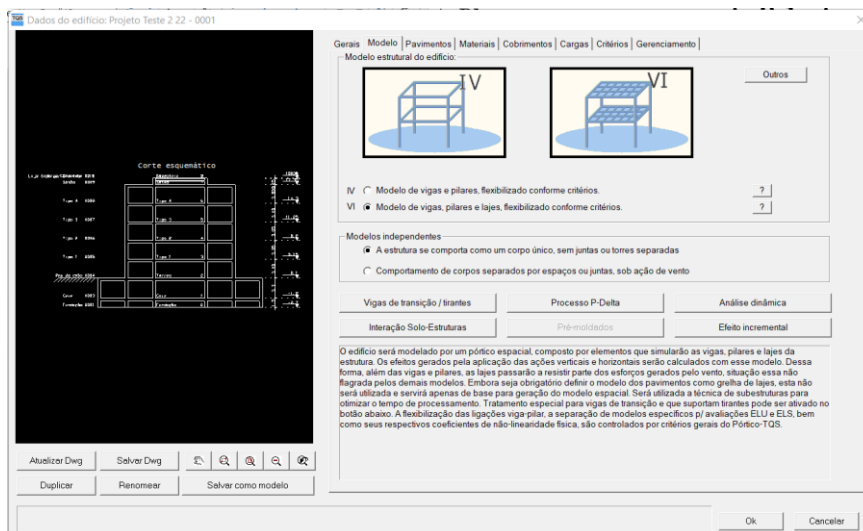 Dados do edifício: Projeto Teste 2 22 - 0001
Gerais Modelo Pavimentos Materiais Cobrimentos Cargas Critérios Gerenciamento
Modelo estrutural do edifício:
IV
VI
Outros
IV Modelo de vigas e pilares, flexibilizado conforme critérios. ?
VI Modelo de vigas, pilares e lajes, flexibilizado conforme critérios. ?
Modelos independentes
A estrutura se comporta como um corpo único, sem juntas ou torres separadas
Comportamento de corpos separados por espaços ou juntas, sob ação de vento
Vigas de transição / tirantes Processo P-Delta Análise dinâmica
Interação Solo-Estruturas Pré-moldados Efeito incremental
O edifício será modelado por um pórtico espacial, composto por elementos que simularão as vigas, pilares e lajes da
estrutura. Os efeitos gerados pela aplicação das ações verticais e horizontais serão calculados com esse modelo. Dessa
forma, além das vigas e pilares, as lajes passarão a resistir parte dos esforços gerados pelo vento, situação essa não
flagrada pelos demais modelos. Embora seja obrigatório definir o modelo dos pavimentos como grelha de lajes, esta não
será utilizada e servirá apenas de base para geração do modelo espacial. Será utilizada a técnica de subestruturas para
otimizar o tempo de processamento. Tratamento especial para vigas de transição e que suportam tirantes pode ser ativado no
botão abaixo. A flexibilização das ligações viga-pilar, a separação de modelos específicos p/ avaliações ELU e ELS, bem
como seus respectivos coeficientes de não-linearidade física, são controlados por critérios gerais do Pórtico-TQS.
Corte esquemático
Atualizar Dwg Salvar Dwg
Duplicar Renomear Salvar como modelo
Ok Cancelar